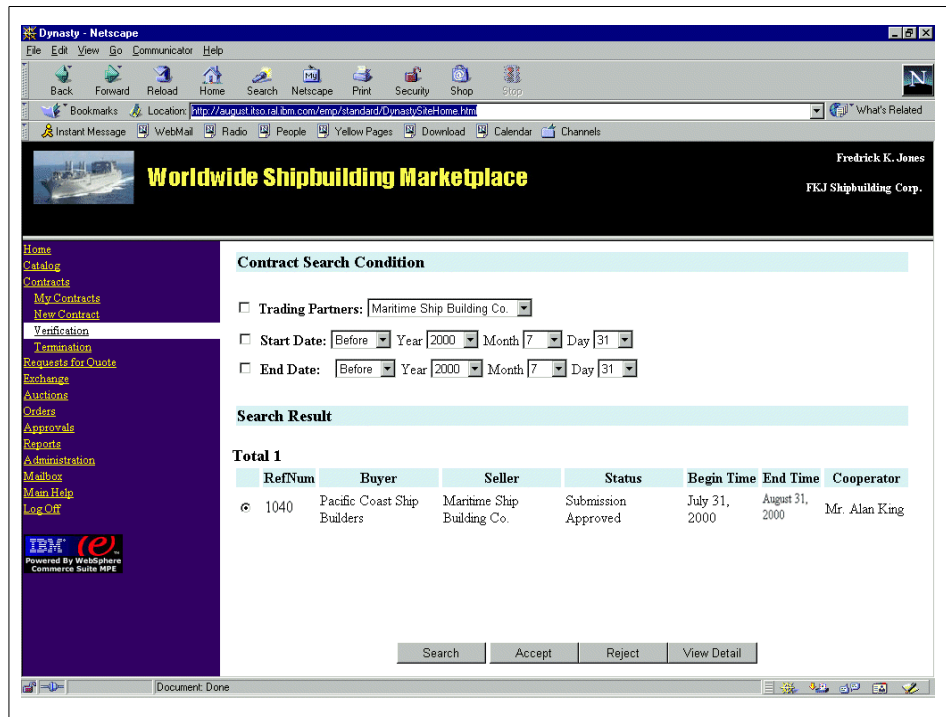 Dynasty - Netscape
File Edit View Go Communicator Help
Back Forward Reload Home Search Netscape Print Security Shop Stop
My
N
Bookmarks Location: http://august.itso.ral.ibm.com/emp/standard/DynastySiteHome.html What's Related
Instant Message WebMail Radio People Yellow Pages Download Calendar Channels
Worldwide Shipbuilding Marketplace
Fredrick K. Jones
FKJ Shipbuilding Corp.
Home
Catalog
Contracts
My Contracts
New Contract
Verification
Termination
Requests for Quote
Exchange
Auctions
Orders
Approvals
Reports
Administration
Mailbox
Main Help
Log Off
IBM e
Powered By WebSphere
Commerce Suite MPE
Contract Search Condition
Trading Partners: Maritime Ship Building Co.
Start Date: Before Year 2000 Month 7 Day 31
End Date: Before Year 2000 Month 7 Day 31
Search Result
Total 1
RefNum Buyer Seller Status Begin Time End Time Cooperator
1040 Pacific Coast Ship Builders Maritime Ship Building Co. Submission Approved July 31, 2000 August 31, 2000 Mr. Alan King
Search Accept Reject View Detail
Document: Done